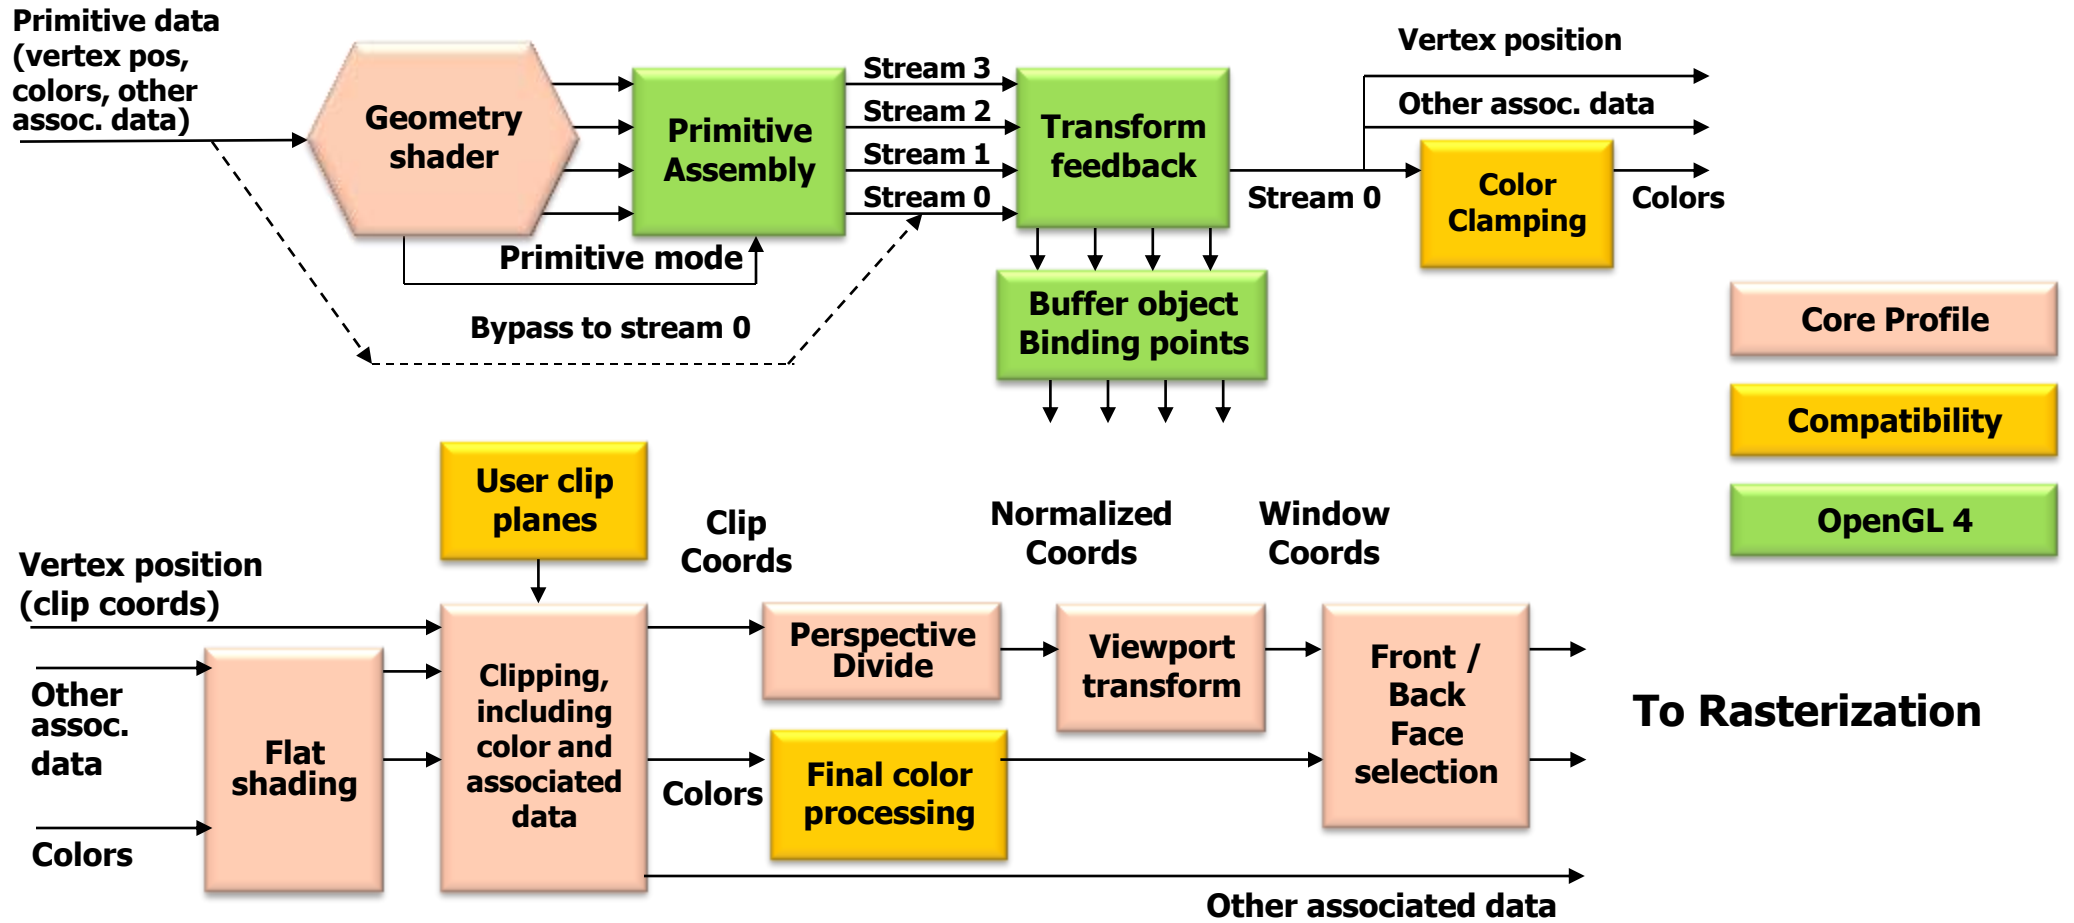 Primitive data
(vertex pos,
colors, other
assoc. data)
Geometry
shader
Primitive
Assembly
Primitive mode
Bypass to stream 0
Stream 3
Stream 2
Stream 1
Stream 0
Transform
feedback
Buffer object
Binding points
Stream 0
Vertex position
Other assoc. data
Color
Clamping
Colors
Core Profile
Compatibility
OpenGL 4
User clip
planes
Clip
Coords
Normalized
Coords
Window
Coords
Vertex position
(clip coords)
Other
assoc.
data
Colors
Flat
shading
Clipping,
including
color and
associated
data
Perspective
Divide
Viewport
transform
Colors
Final color
processing
Front /
Back
Face
selection
To Rasterization
Other associated data